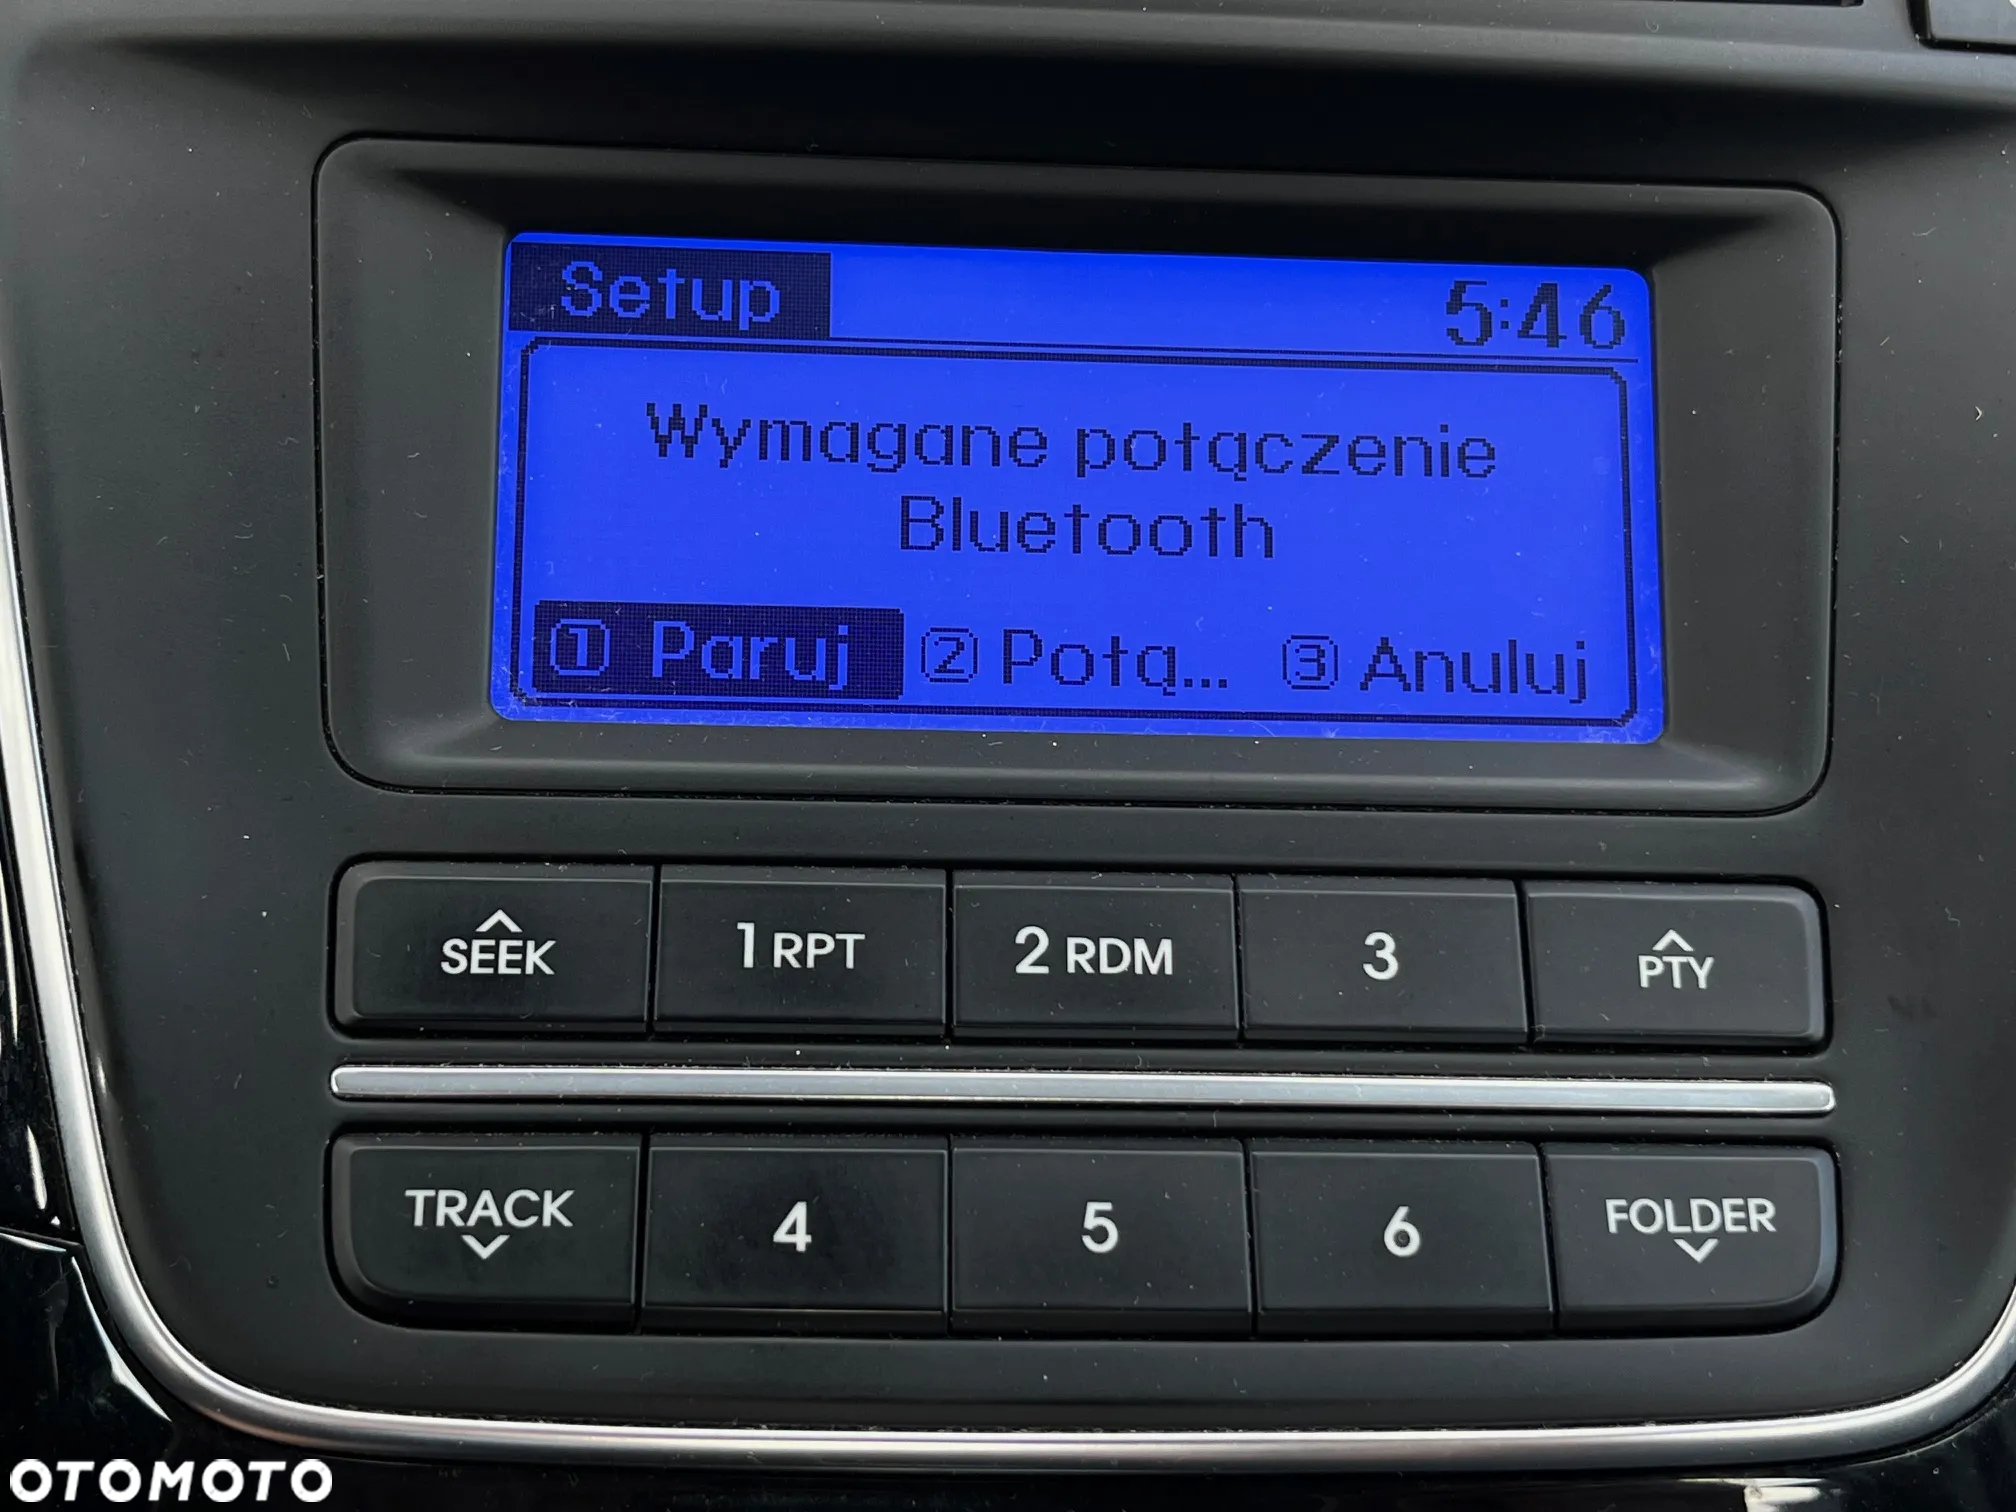 Setup 5:46
Wymagane połączenie
Bluetooth
1 Paruj 2 Połą... 3 Anuluj
SEEK 1 RPT 2 RDM 3 PTY
TRACK 4 5 6 FOLDER
OTOMOTO